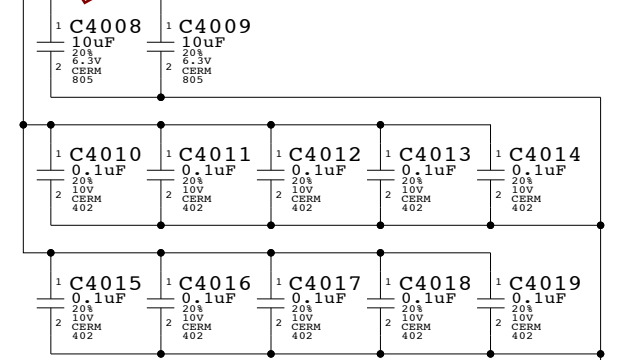 1 C4008
10uF
20%
6.3V
2 CERM
805
1 C4009
10uF
20%
6.3V
2 CERM
805
1 C4010
0.1uF
20%
10V
2 CERM
402
1 C4011
0.1uF
20%
10V
2 CERM
402
1 C4012
0.1uF
20%
10V
2 CERM
402
1 C4013
0.1uF
20%
10V
2 CERM
402
1 C4014
0.1uF
20%
10V
2 CERM
402
1 C4015
0.1uF
20%
10V
2 CERM
402
1 C4016
0.1uF
20%
10V
2 CERM
402
1 C4017
0.1uF
20%
10V
2 CERM
402
1 C4018
0.1uF
20%
10V
2 CERM
402
1 C4019
0.1uF
20%
10V
2 CERM
402